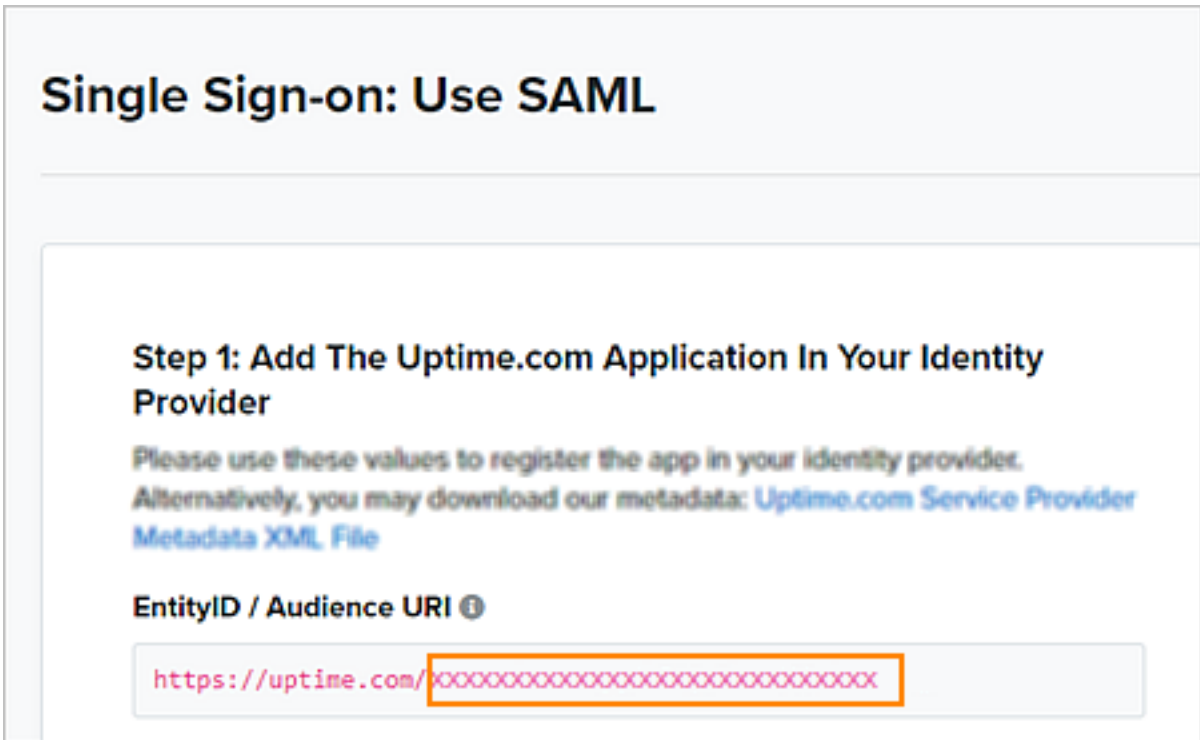 Single Sign-on: Use SAML
Step 1: Add The Uptime.com Application In Your Identity
Provider
Please use these values to register the app in your identity provider.
Alternatively, you may download our metadata: Uptime.com Service Provider
Metadata XML File
EntityID / Audience URI
https://uptime.com/XXXXXXXXXXXXXXXXXXXXXXXXXXXXXXXX